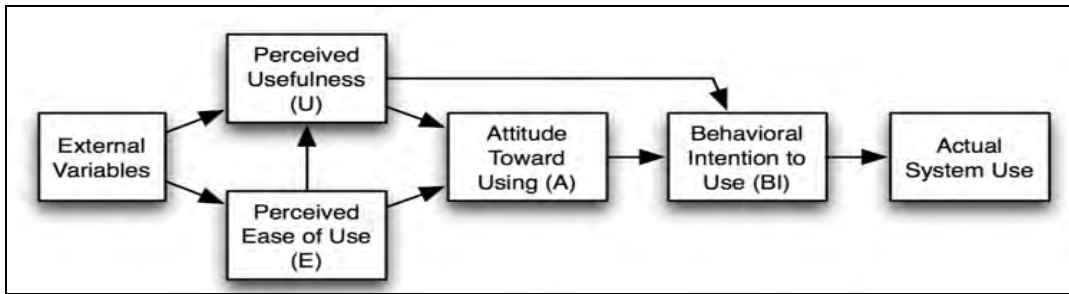 External
Variables
Perceived
Usefulness
(U)
Perceived
Ease of Use
(E)
Attitude
Toward
Using (A)
Behavioral
Intention to
Use (BI)
Actual
System Use